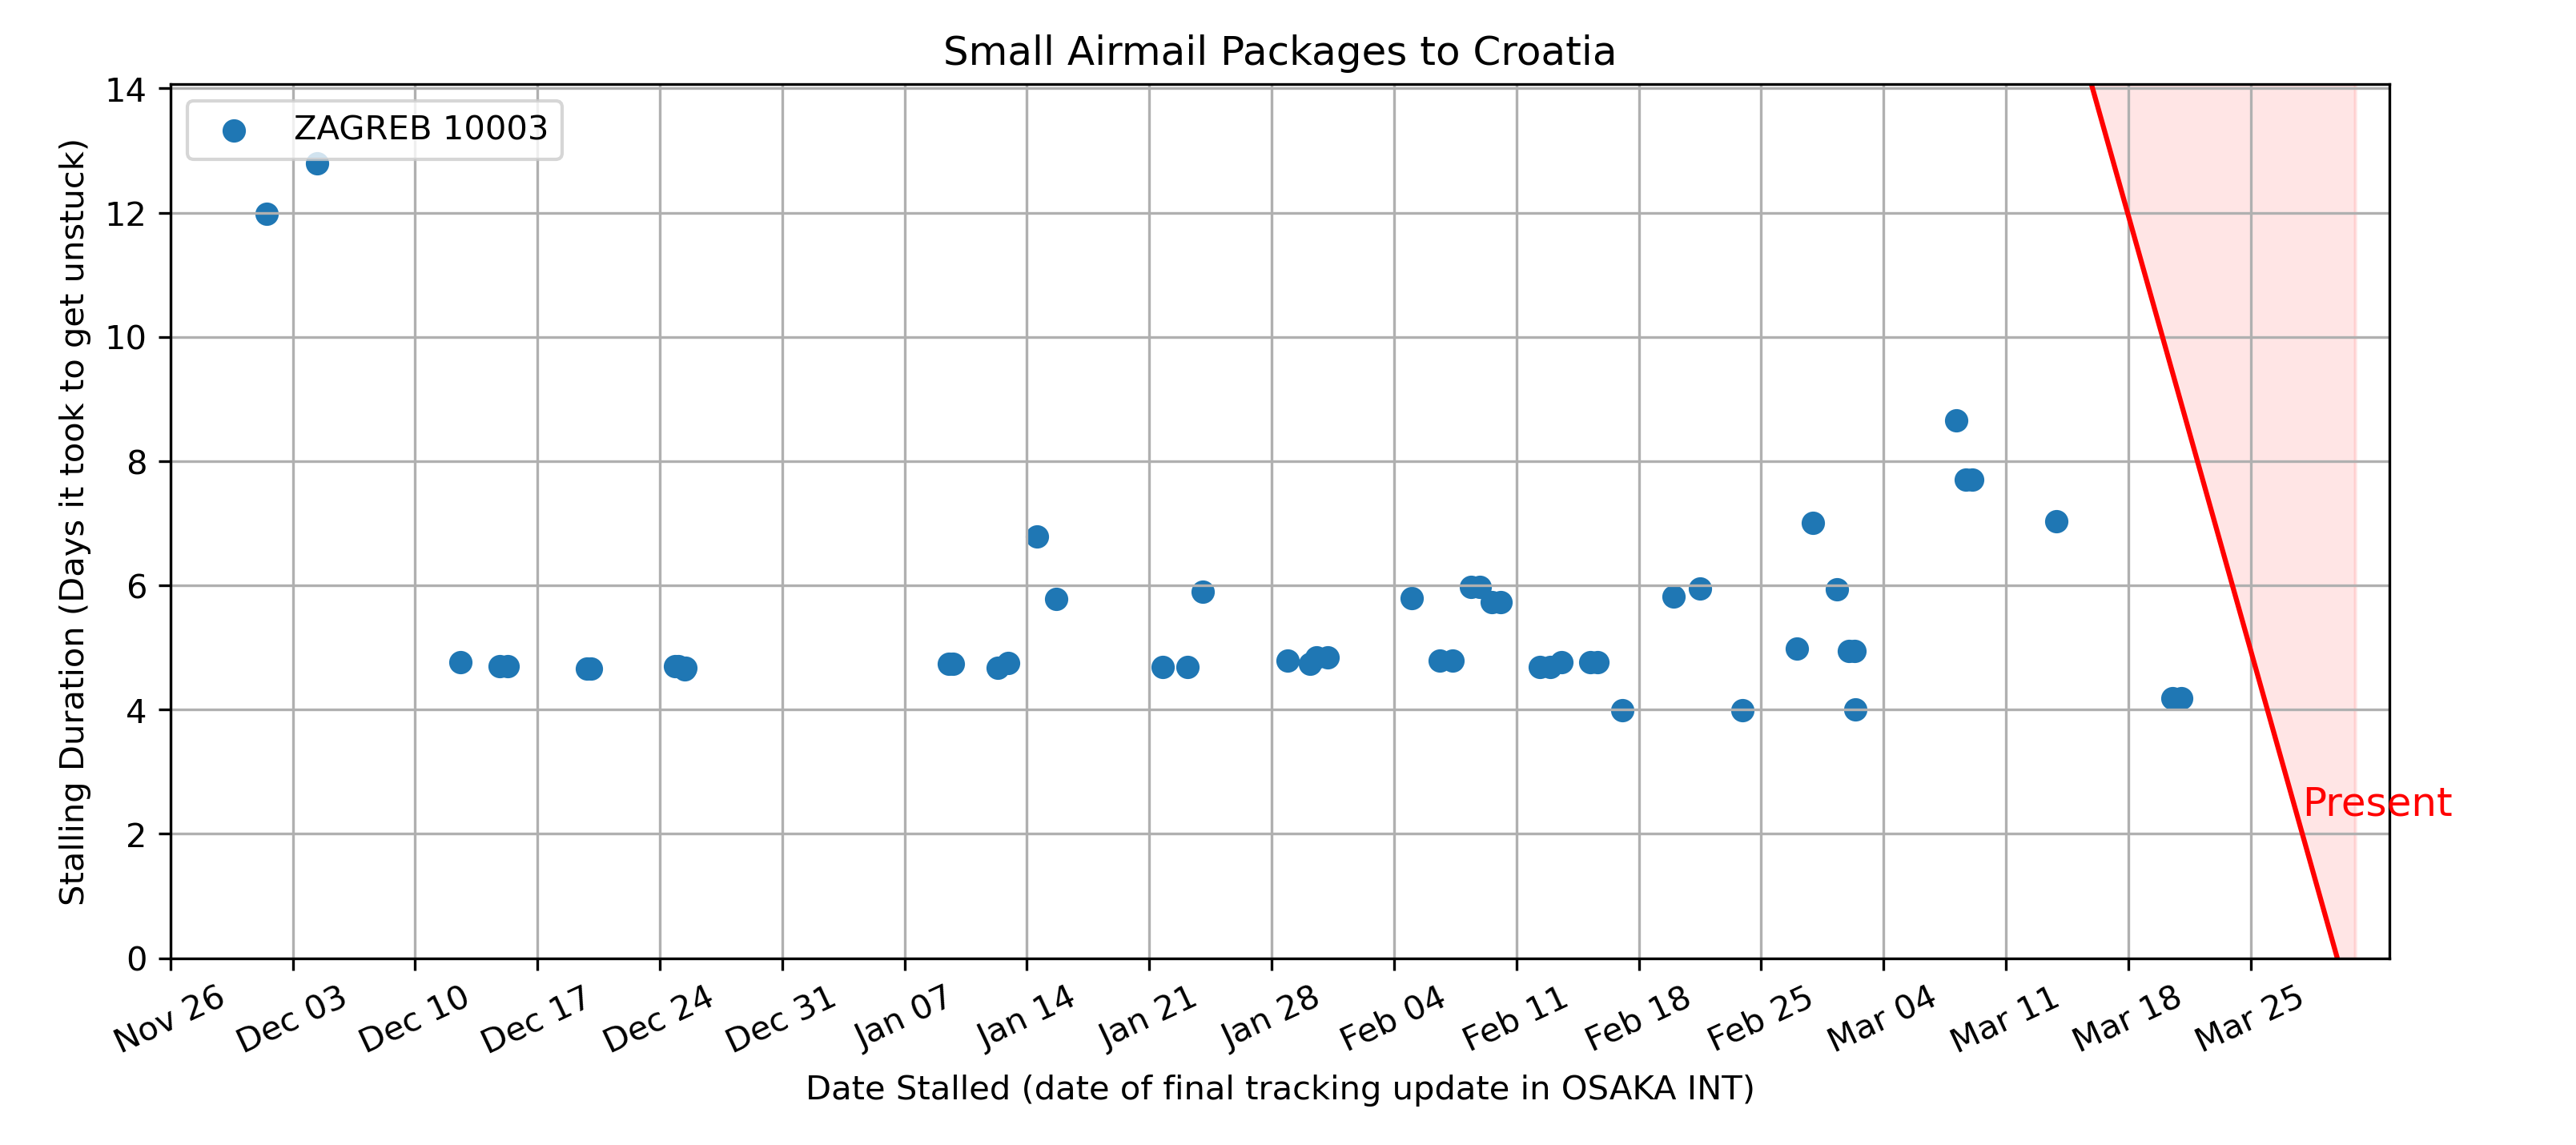 Small Airmail Packages to Croatia
ZAGREB 10003
Stalling Duration (Days it took to get unstuck)
14
12
10
8
6
4
2
0
Present
Nov 26
Dec 03
Dec 10
Dec 17
Dec 24
Dec 31
Jan 07
Jan 14
Jan 21
Jan 28
Feb 04
Feb 11
Feb 18
Feb 25
Mar 04
Mar 11
Mar 18
Mar 25
Date Stalled (date of final tracking update in OSAKA INT)